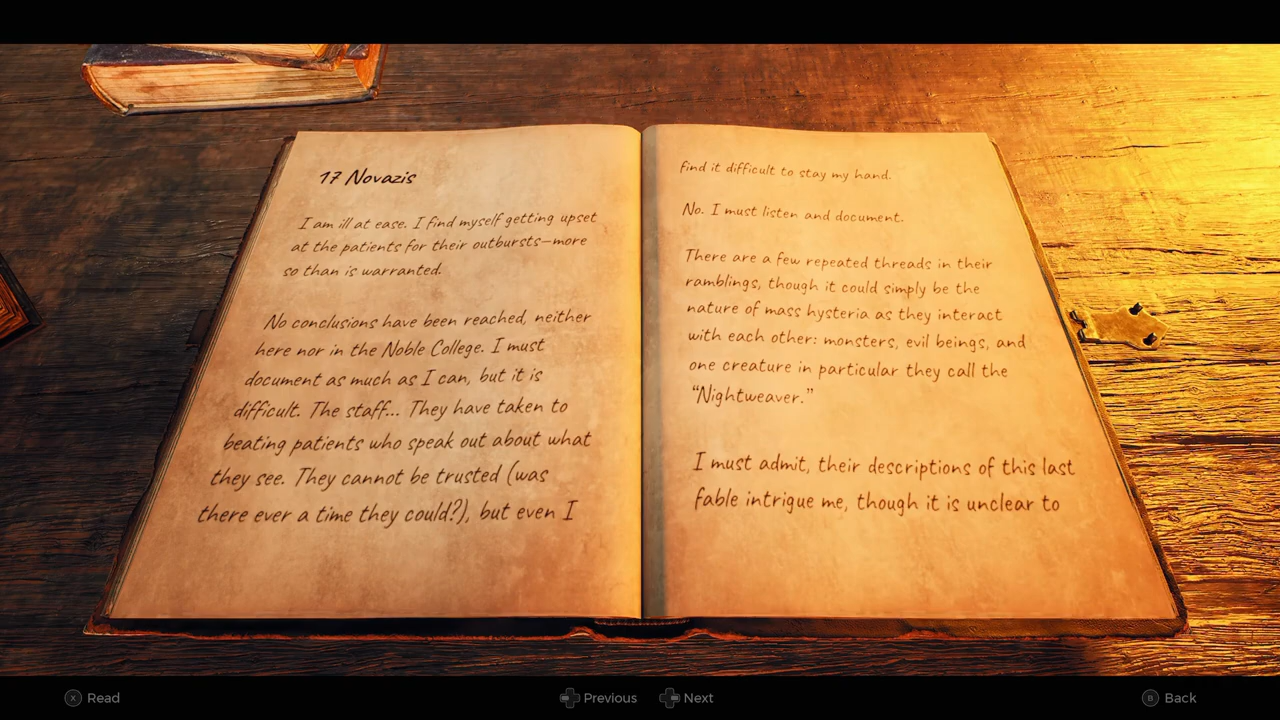 17 Novazis
I am ill at ease. I find myself getting upset
at the patients for their outbursts—more
so than is warranted.
No conclusions have been reached, neither
here nor in the Noble College. I must
document as much as I can, but it is
difficult. The staff... They have taken to
beating patients who speak out about what
they see. They cannot be trusted (was
there ever a time they could?), but even I
find it difficult to stay my hand.
No. I must listen and document.
There are a few repeated threads in their
ramblings, though it could simply be the
nature of mass hysteria as they interact
with each other: monsters, evil beings, and
one creature in particular they call the
“Nightweaver.”
I must admit, their descriptions of this last
fable intrigue me, though it is unclear to
X Read
Previous
Next
B Back